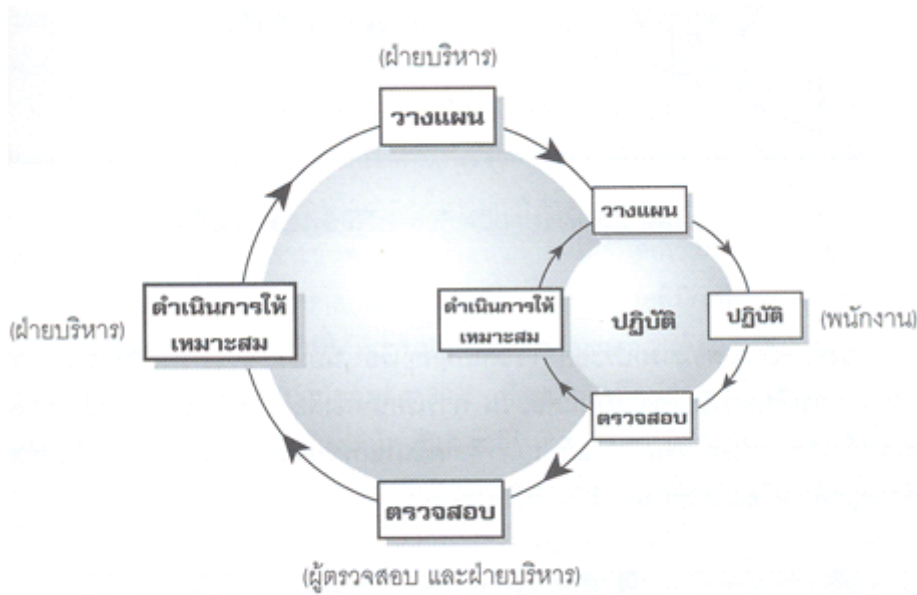 (ฝ่ายบริหาร)
วางแผน
วางแผน
(ฝ่ายบริหาร)
ดำเนินการให้
เหมาะสม
ดำเนินการให้
เหมาะสม
ปฏิบัติ
ปฏิบัติ
(พนักงาน)
ตรวจสอบ
ตรวจสอบ
(ผู้ตรวจสอบ และฝ่ายบริหาร)